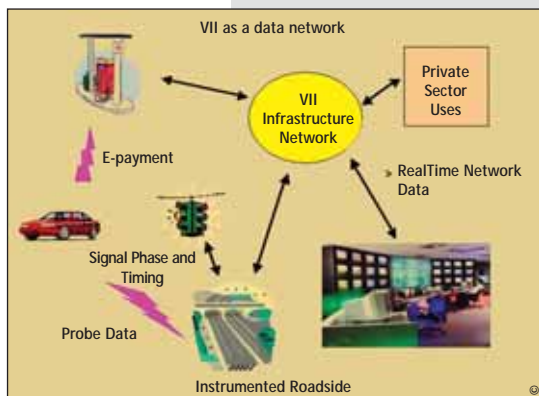 VII as a data network
VII
Infrastructure
Network
Private
Sector
Uses
E-payment
RealTime Network
Data
Signal Phase and
Timing
Probe Data
Instrumented Roadside
©